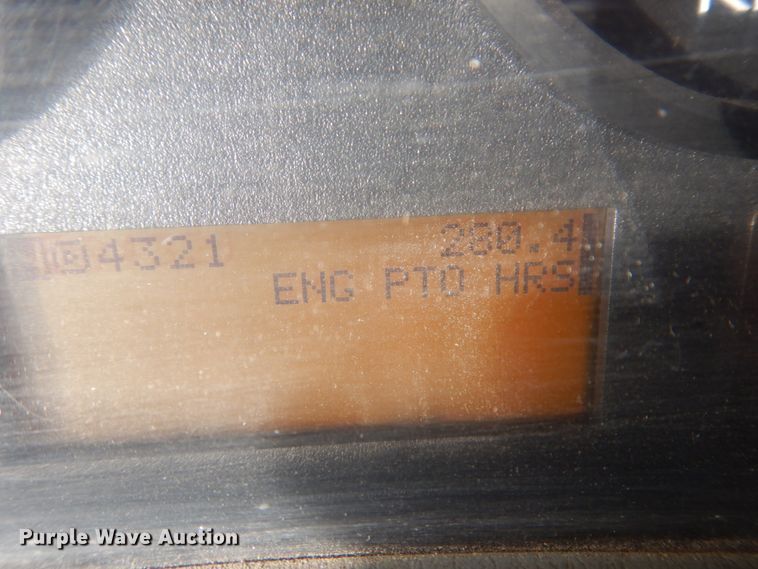 4321 280.4
ENG PTO HRS
Purple Wave Auction